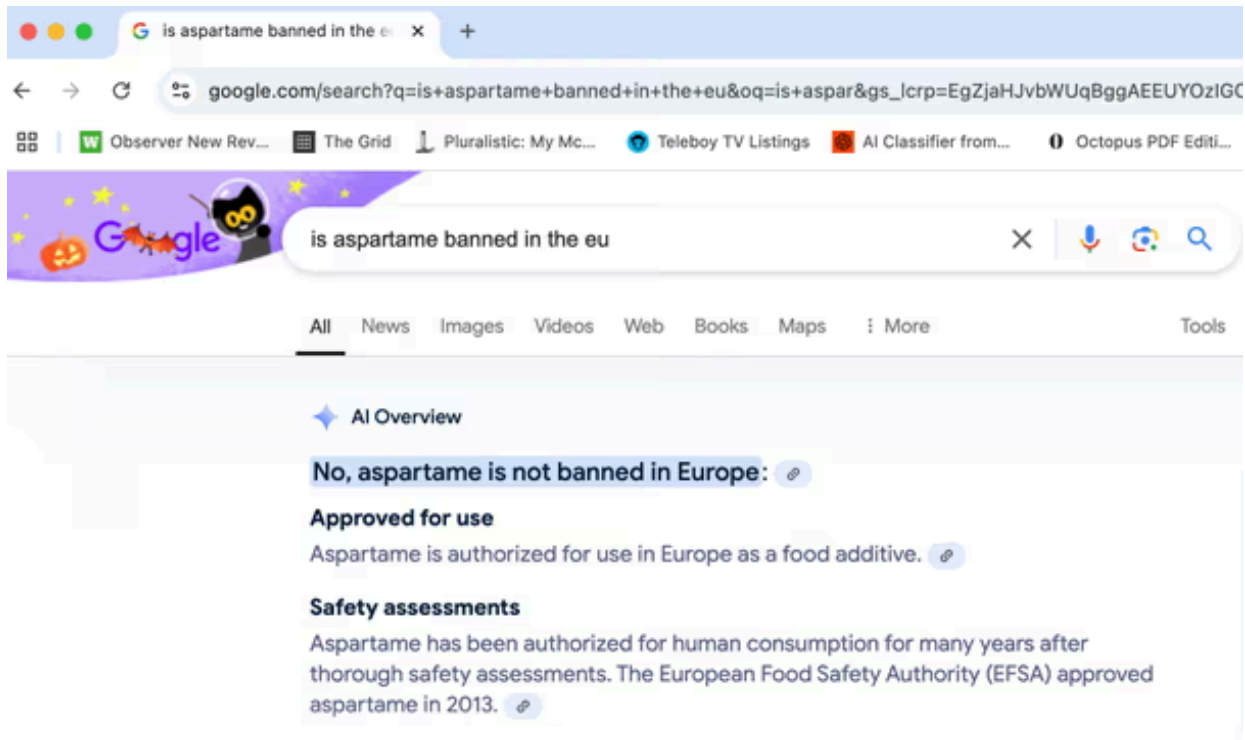 is aspartame banned in the e
google.com/search?q=is+aspartame+banned+in+the+eu&oq=is+aspar&gs_lcrp=EgZjaHJvbWUqBggAEEUYOzIGC
Observer New Rev... The Grid Pluralistic: My Mc... Teleboy TV Listings AI Classifier from... Octopus PDF Editi...
Google is aspartame banned in the eu
All News Images Videos Web Books Maps More Tools
AI Overview
No, aspartame is not banned in Europe:
Approved for use
Aspartame is authorized for use in Europe as a food additive.
Safety assessments
Aspartame has been authorized for human consumption for many years after
thorough safety assessments. The European Food Safety Authority (EFSA) approved
aspartame in 2013.